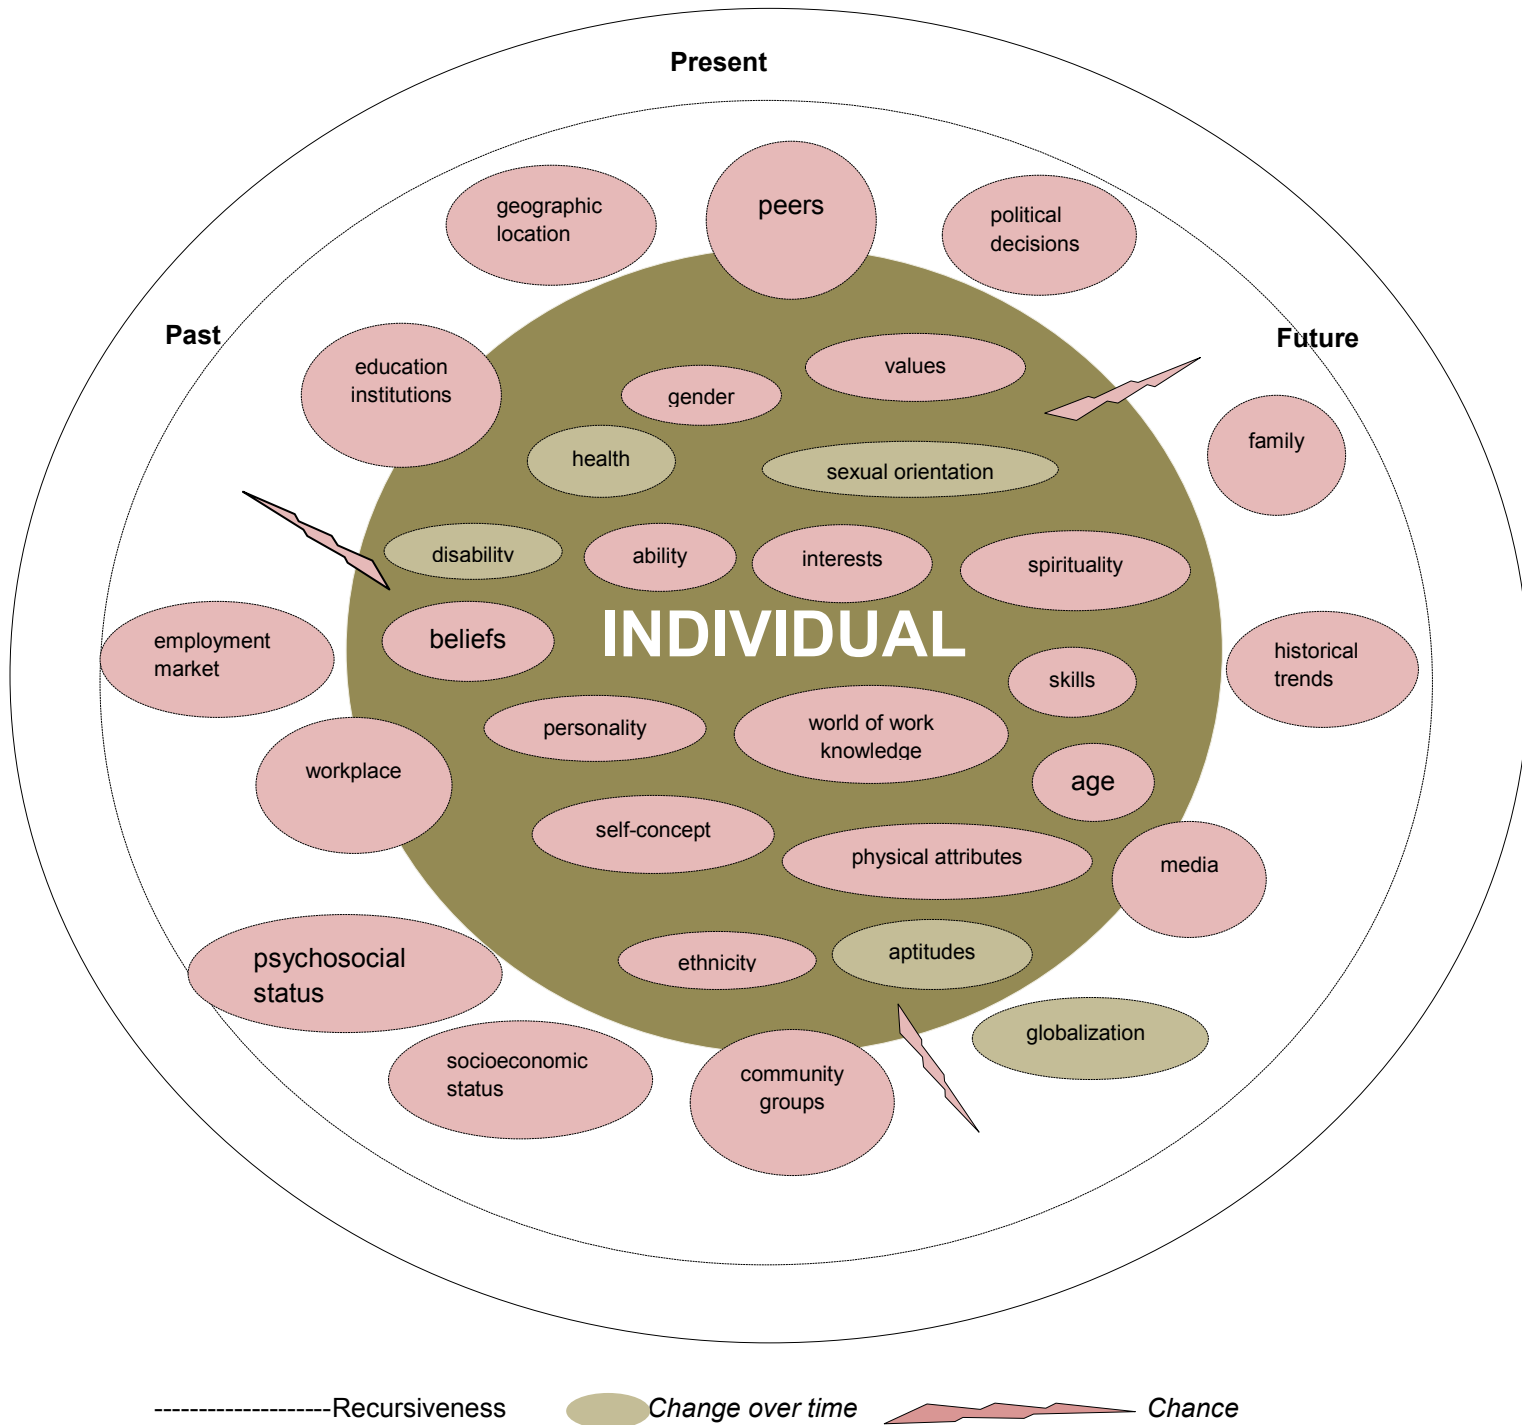 Present
geographic
location
peers
political
decisions
Past
Future
education
institutions
gender
values
family
health
sexual orientation
disability
ability
interests
spirituality
INDIVIDUAL
employment
market
beliefs
skills
historical
trends
personality
world of work
knowledge
workplace
age
self-concept
physical attributes
media
psychosocial
status
ethnicity
aptitudes
globalization
socioeconomic
status
community
groups
-------------------Recursiveness
Change over time
Chance